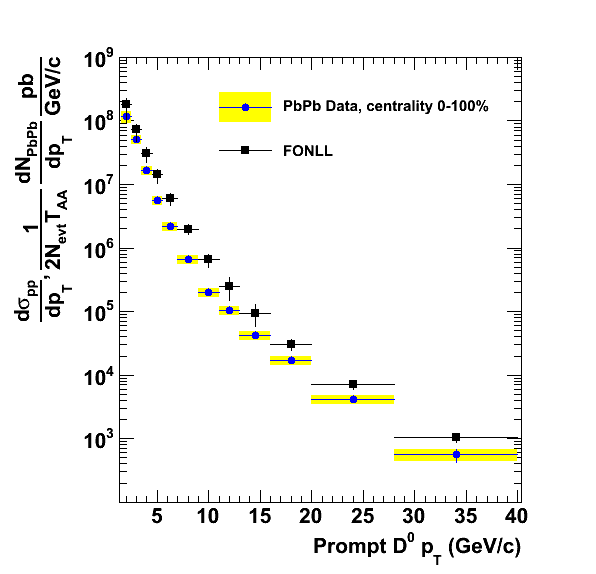 dσ_pp/dp_T, 1/(2N_evt T_AA) dN_PbPb/dp_T pb/(GeV/c)
10^9
PbPb Data, centrality 0-100%
10^8
FONLL
10^7
10^6
10^5
10^4
10^3
5 10 15 20 25 30 35 40
Prompt D^0 p_T (GeV/c)